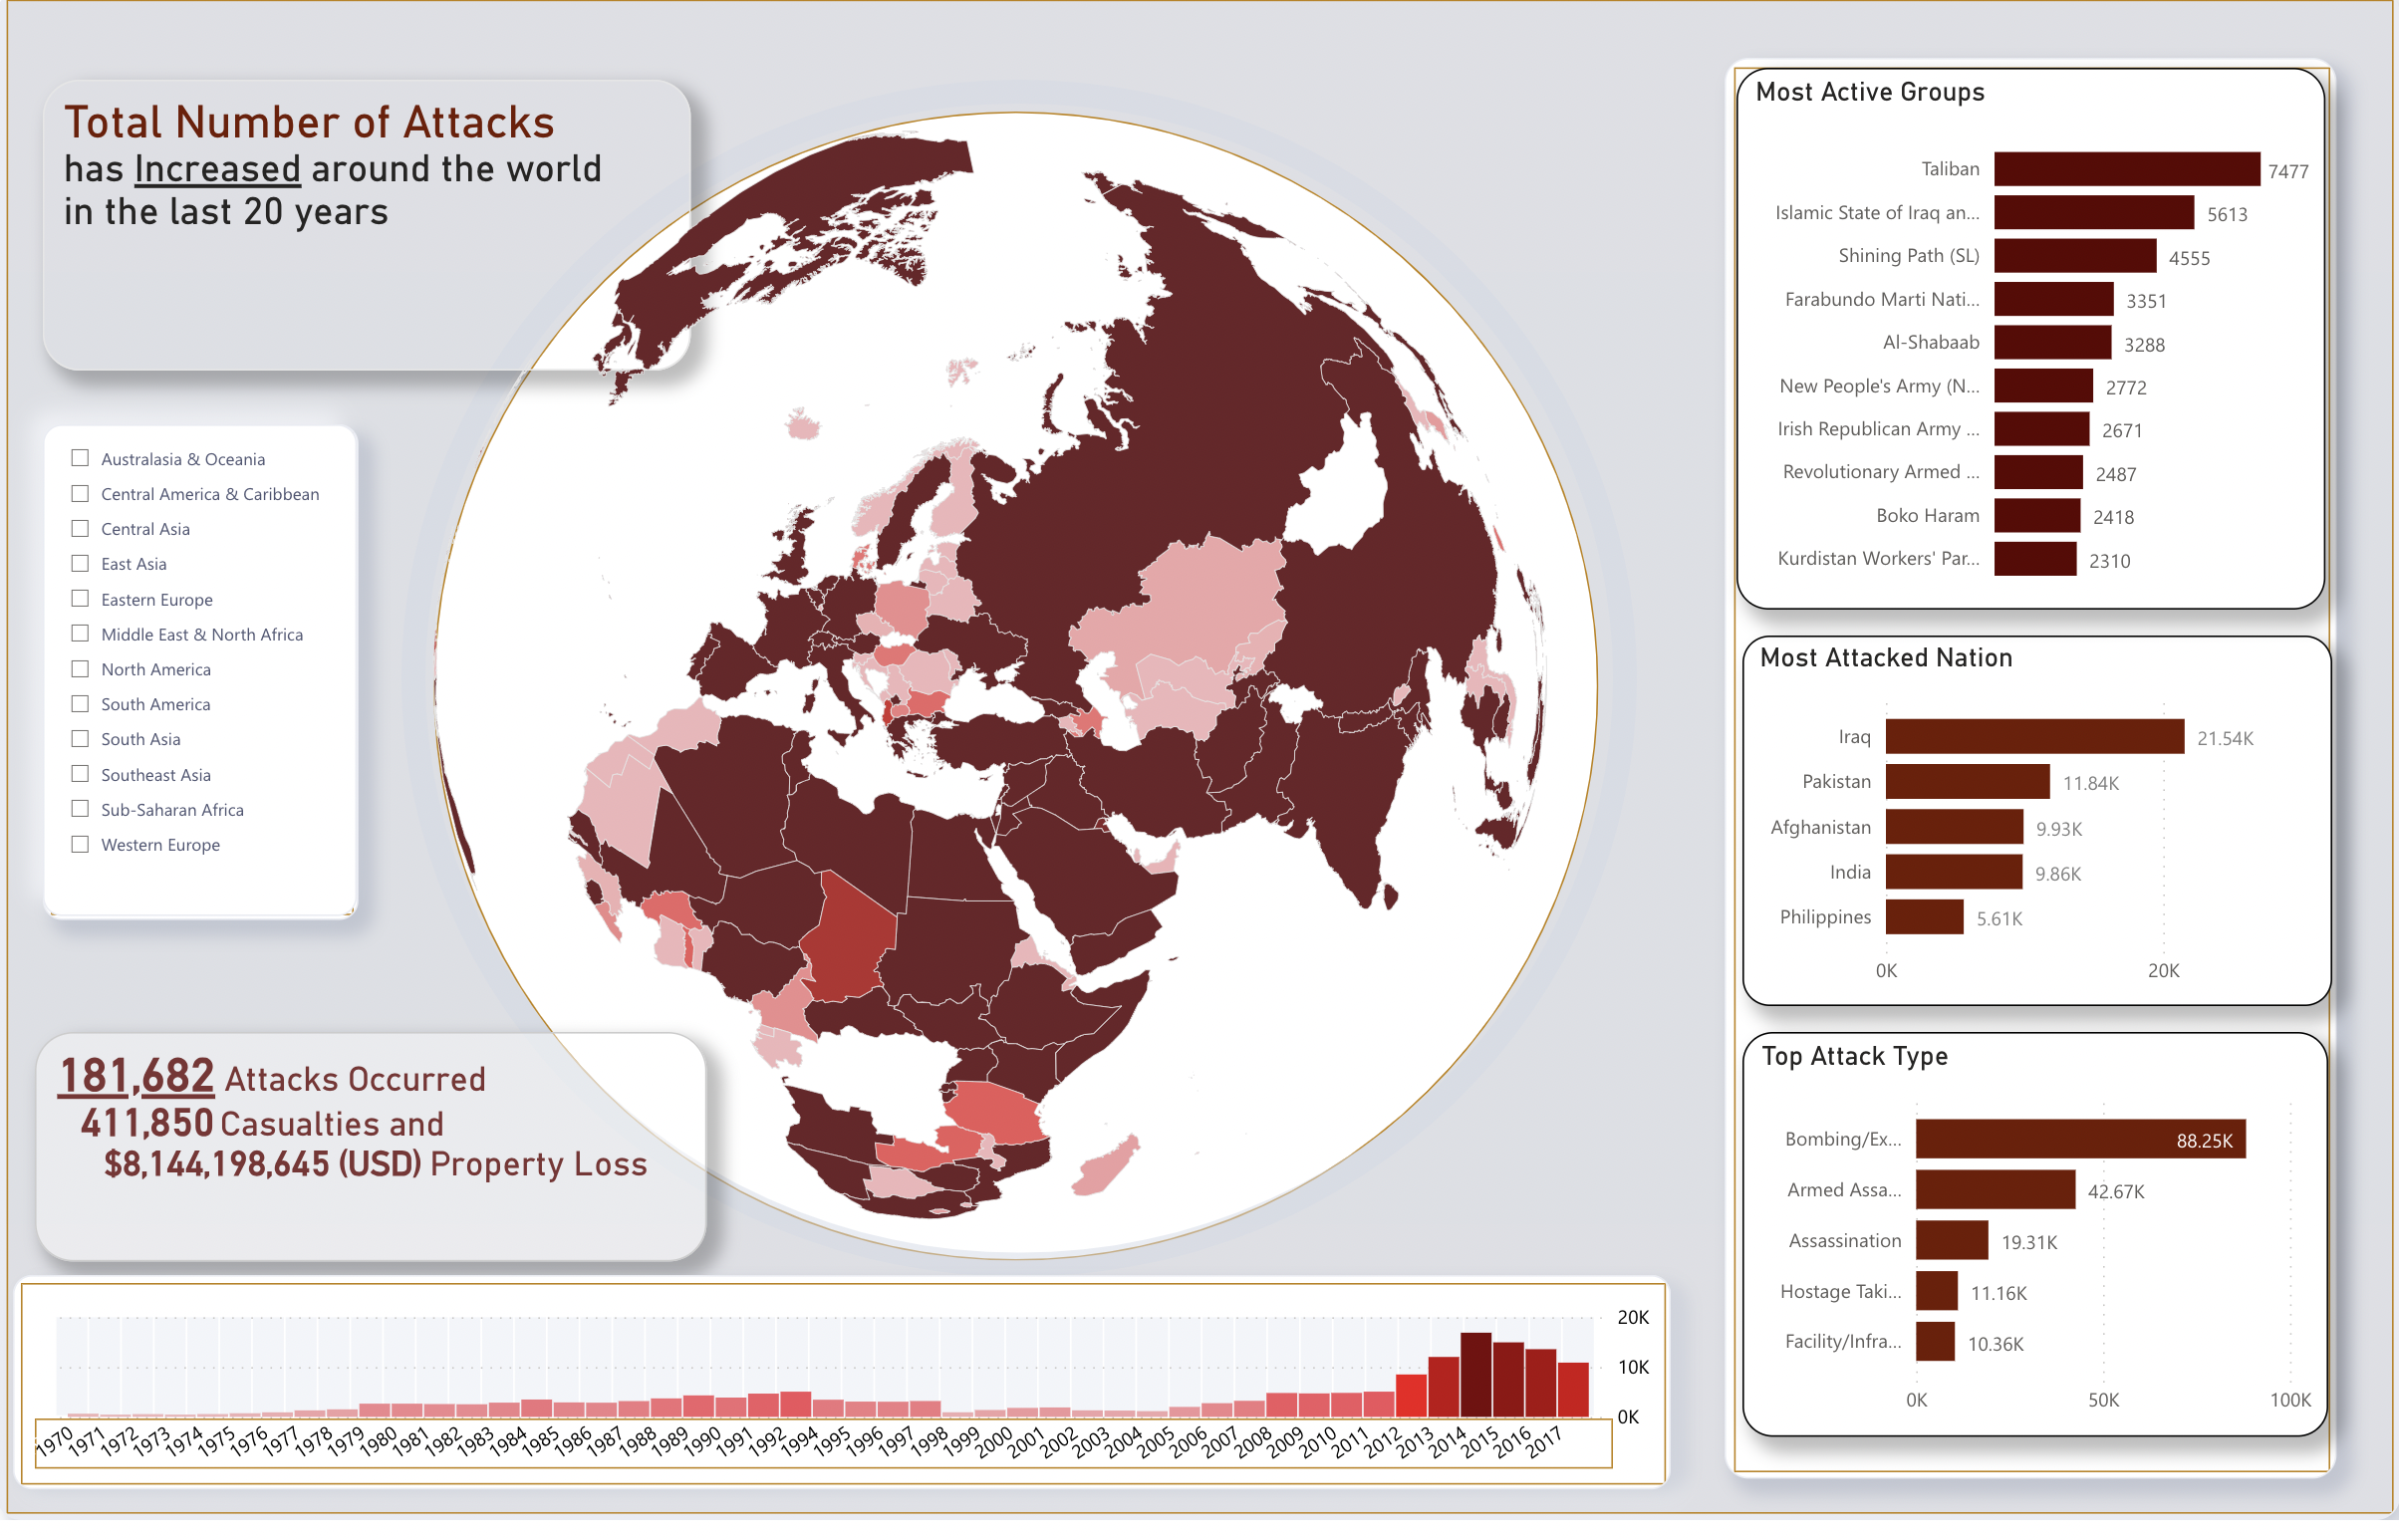 Total Number of Attacks
has Increased around the world
in the last 20 years
Australasia & Oceania
Central America & Caribbean
Central Asia
East Asia
Eastern Europe
Middle East & North Africa
North America
South America
South Asia
Southeast Asia
Sub-Saharan Africa
Western Europe
181,682 Attacks Occurred
411,850 Casualties and
$8,144,198,645 (USD) Property Loss
20K
10K
0K
1970 1971 1972 1973 1974 1975 1976 1977 1978 1979 1980 1981 1982 1983 1984 1985 1986 1987 1988 1989 1990 1991 1992 1994 1995 1996 1997 1998 1999 2000 2001 2002 2003 2004 2005 2006 2007 2008 2009 2010 2011 2012 2013 2014 2015 2016 2017
Most Active Groups
Taliban 7477
Islamic State of Iraq an... 5613
Shining Path (SL) 4555
Farabundo Marti Nati... 3351
Al-Shabaab 3288
New People's Army (N... 2772
Irish Republican Army ... 2671
Revolutionary Armed ... 2487
Boko Haram 2418
Kurdistan Workers' Par... 2310
Most Attacked Nation
Iraq 21.54K
Pakistan 11.84K
Afghanistan 9.93K
India 9.86K
Philippines 5.61K
0K 20K
Top Attack Type
Bombing/Ex... 88.25K
Armed Assa... 42.67K
Assassination 19.31K
Hostage Taki... 11.16K
Facility/Infra... 10.36K
0K 50K 100K